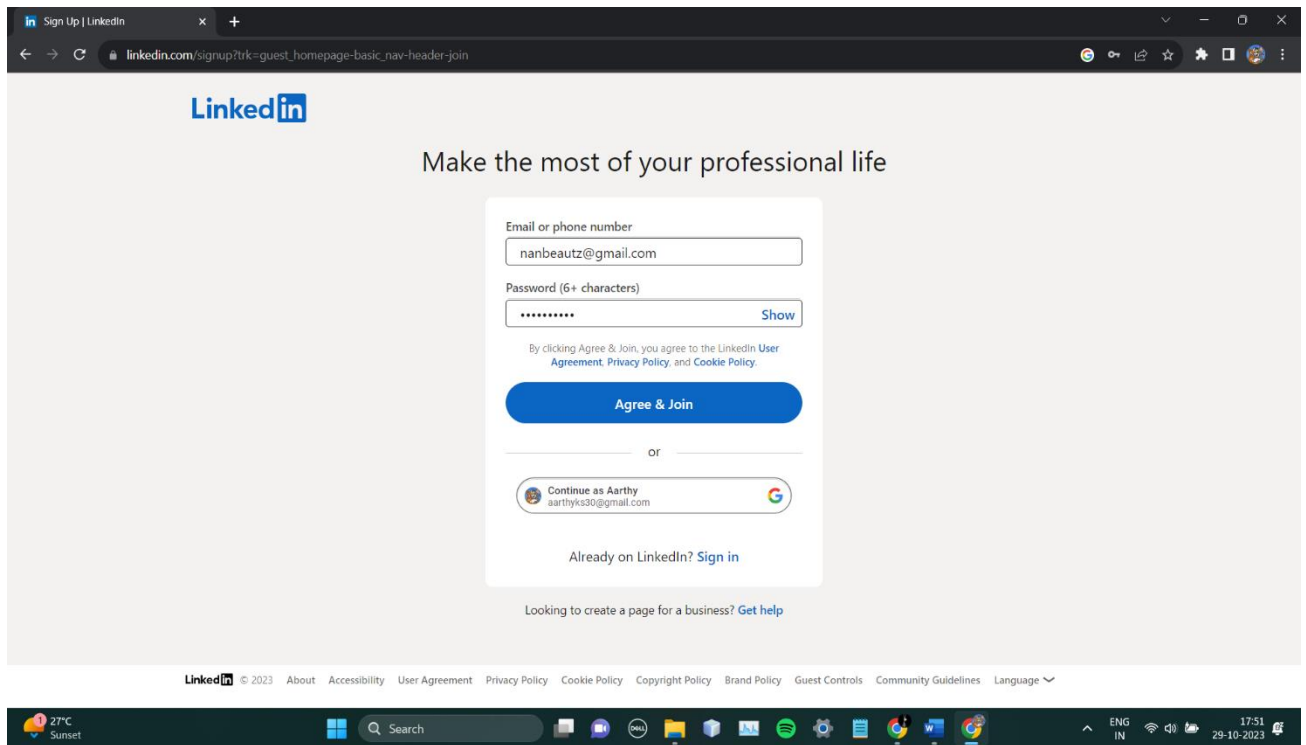 Sign Up | LinkedIn
linkedin.com/signup?trk=guest_homepage-basic_nav-header-join
Linked in
Make the most of your professional life
Email or phone number
nanbeautz@gmail.com
Password (6+ characters)
•••••••••• Show
By clicking Agree & Join, you agree to the LinkedIn User
Agreement, Privacy Policy, and Cookie Policy.
Agree & Join
or
Continue as Aarthy
aarthyks30@gmail.com
Already on LinkedIn? Sign in
Looking to create a page for a business? Get help
Linked in © 2023 About Accessibility User Agreement Privacy Policy Cookie Policy Copyright Policy Brand Policy Guest Controls Community Guidelines Language
1 27°C Search DELL ENG 17:51
Sunset IN 29-10-2023